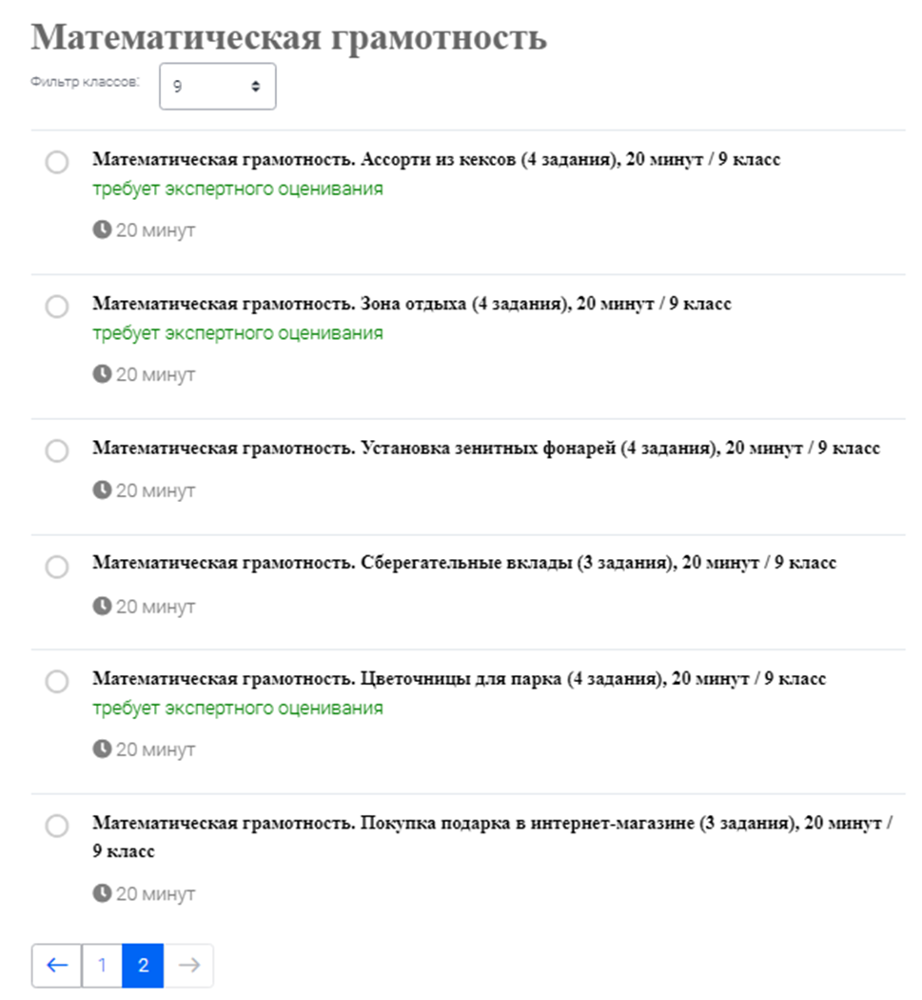 Математическая грамотность
Фильтр классов:
9
Математическая грамотность. Ассорти из кексов (4 задания), 20 минут / 9 класс
требует экспертного оценивания
20 минут
Математическая грамотность. Зона отдыха (4 задания), 20 минут / 9 класс
требует экспертного оценивания
20 минут
Математическая грамотность. Установка зенитных фонарей (4 задания), 20 минут / 9 класс
20 минут
Математическая грамотность. Сберегательные вклады (3 задания), 20 минут / 9 класс
20 минут
Математическая грамотность. Цветочницы для парка (4 задания), 20 минут / 9 класс
требует экспертного оценивания
20 минут
Математическая грамотность. Покупка подарка в интернет-магазине (3 задания), 20 минут /
9 класс
20 минут
← 1 2 →